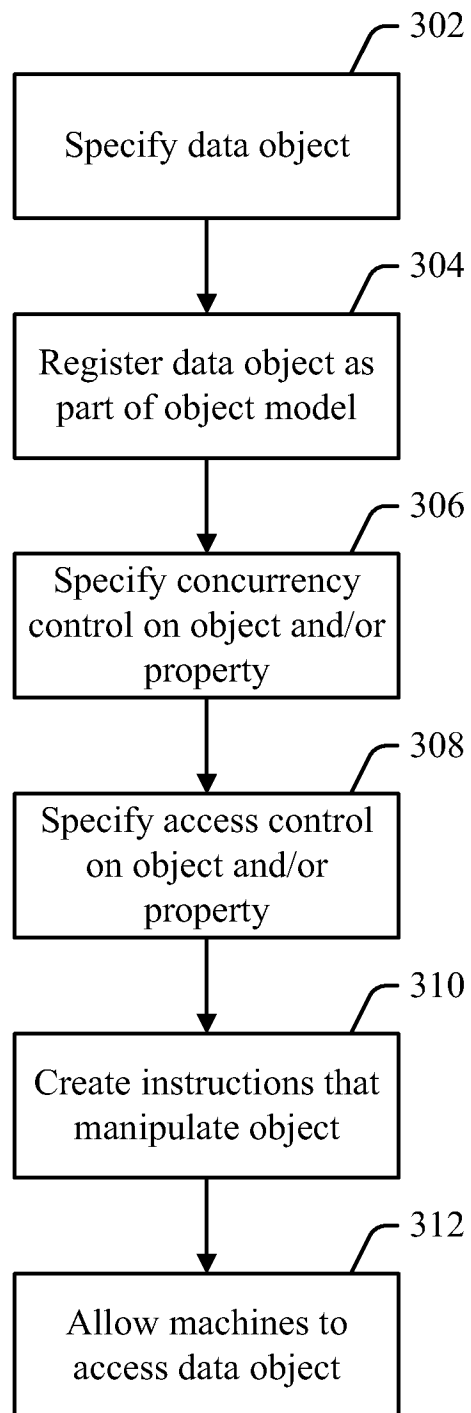 302
Specify data object
304
Register data object as
part of object model
306
Specify concurrency
control on object and/or
property
308
Specify access control
on object and/or
property
310
Create instructions that
manipulate object
312
Allow machines to
access data object